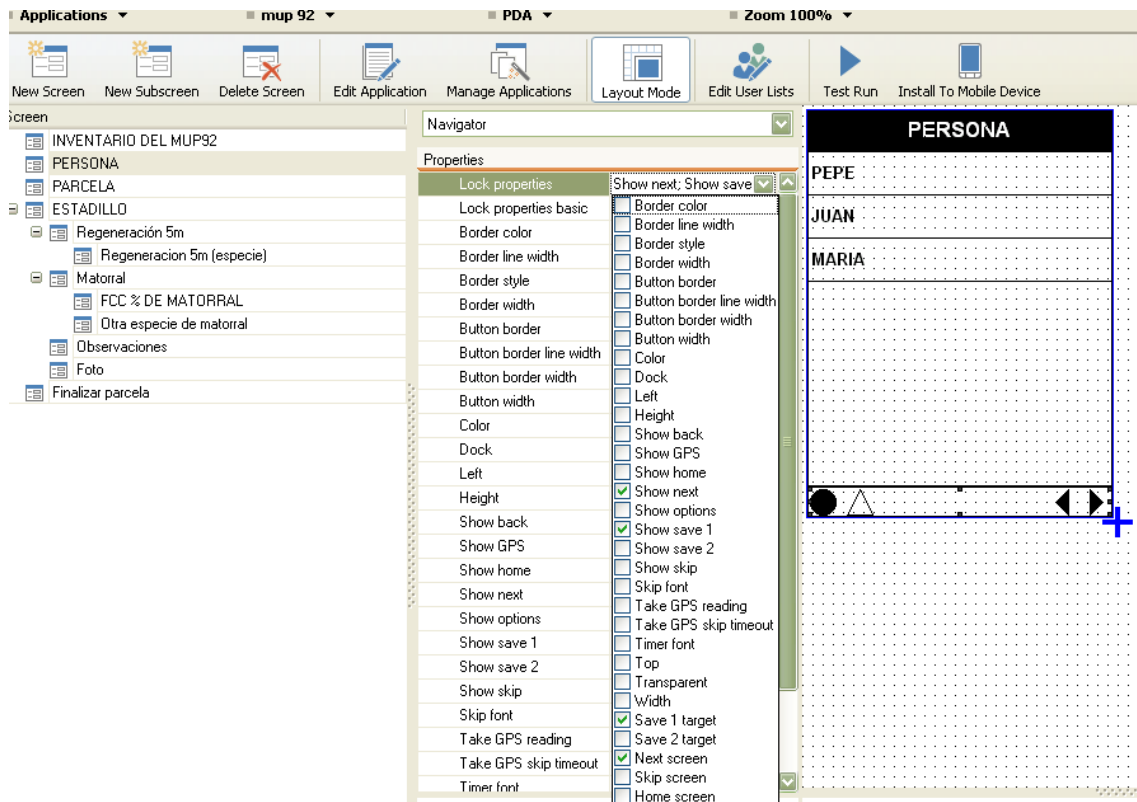 Applications mup 92 PDA Zoom 100%
New Screen New Subscreen Delete Screen Edit Application Manage Applications Layout Mode Edit User Lists Test Run Install To Mobile Device
Screen
INVENTARIO DEL MUP92
PERSONA
PARCELA
ESTADILLO
Regeneración 5m
Regeneracion 5m (especie)
Matorral
FCC % DE MATORRAL
Otra especie de matorral
Observaciones
Foto
Finalizar parcela
Navigator
Properties
Lock properties Show next; Show save
Lock properties basic
Border color
Border line width
Border style
Border width
Button border
Button border line width
Button border width
Button width
Color
Dock
Left
Height
Show back
Show GPS
Show home
Show next
Show options
Show save 1
Show save 2
Show skip
Skip font
Take GPS reading
Take GPS skip timeout
Timer font
Border color
Border line width
Border style
Border width
Button border
Button border line width
Button border width
Button width
Color
Dock
Left
Height
Show back
Show GPS
Show home
Show next
Show options
Show save 1
Show save 2
Show skip
Skip font
Take GPS reading
Take GPS skip timeout
Timer font
Top
Transparent
Width
Save 1 target
Save 2 target
Next screen
Skip screen
Home screen
PERSONA
PEPE
JUAN
MARIA